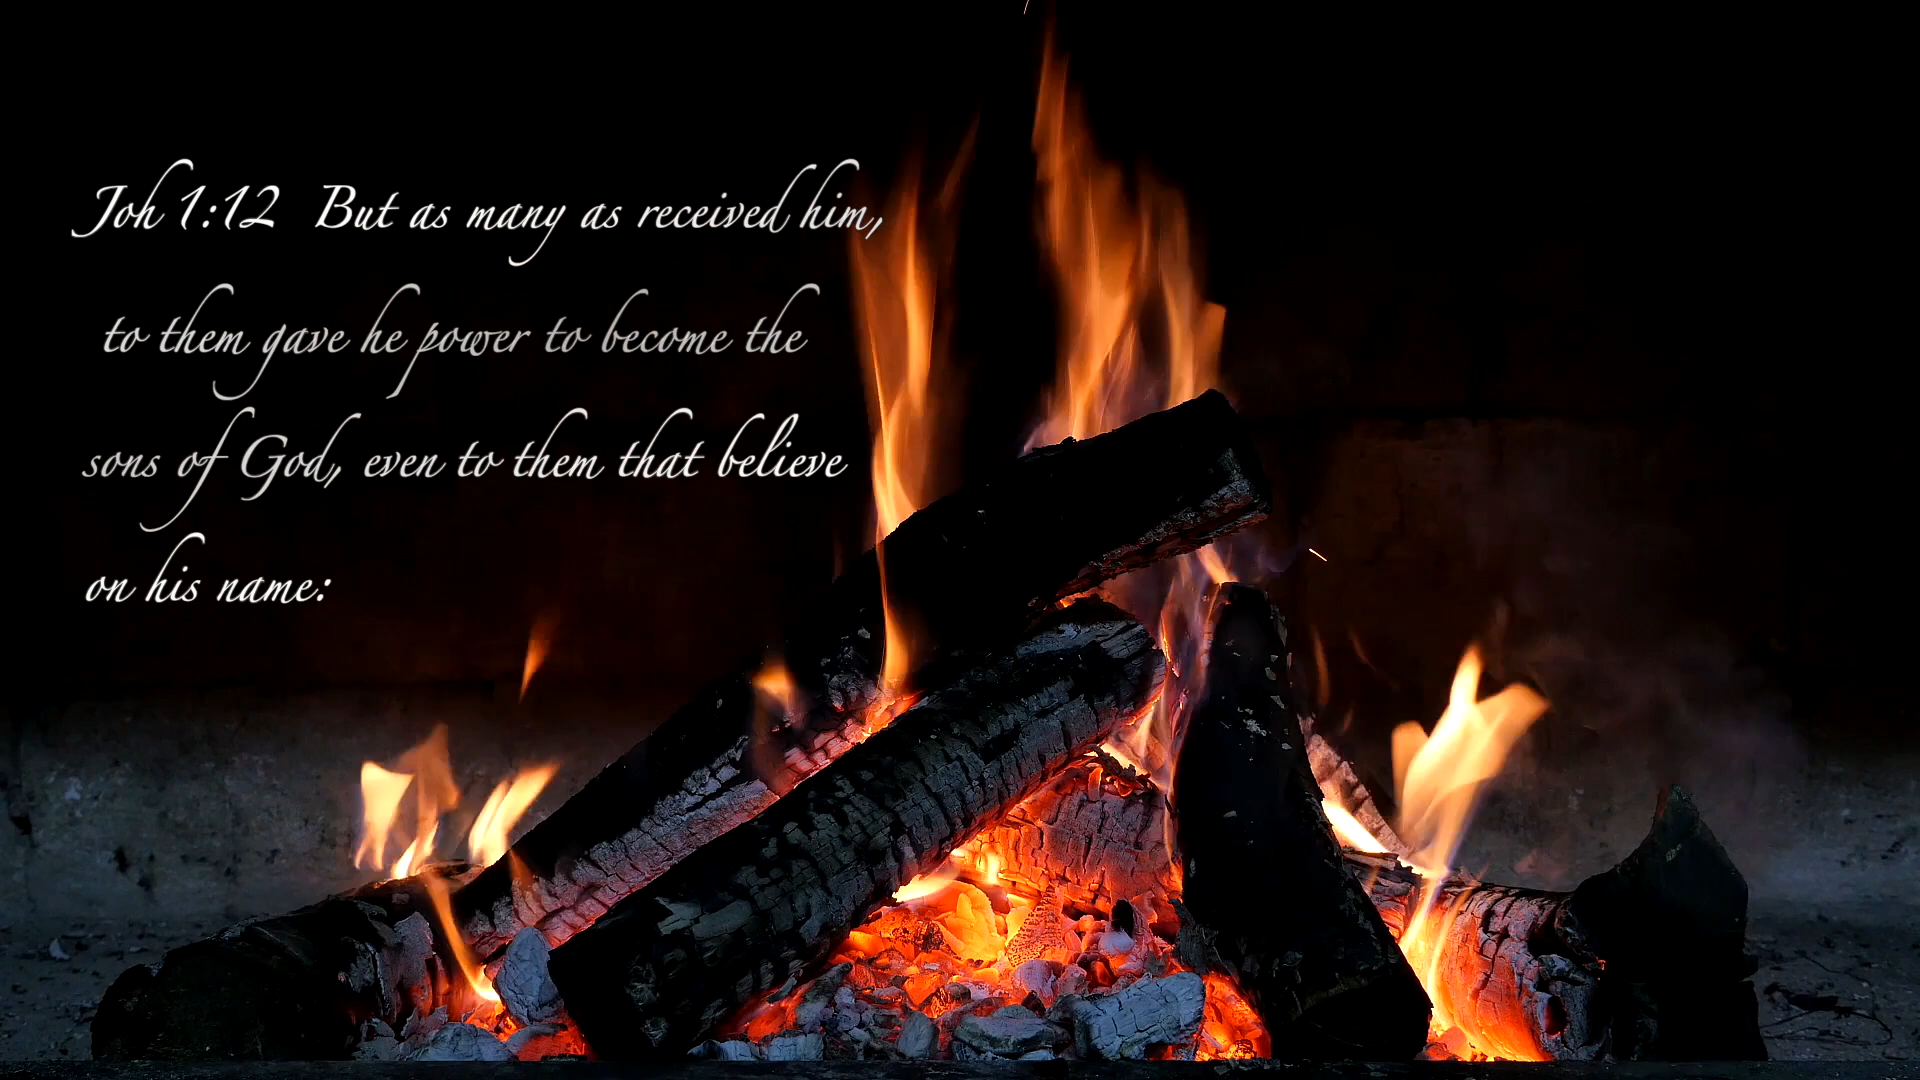 Joh 1:12  But as many as received him,
to them gave he power to become the
sons of God, even to them that believe
on his name: